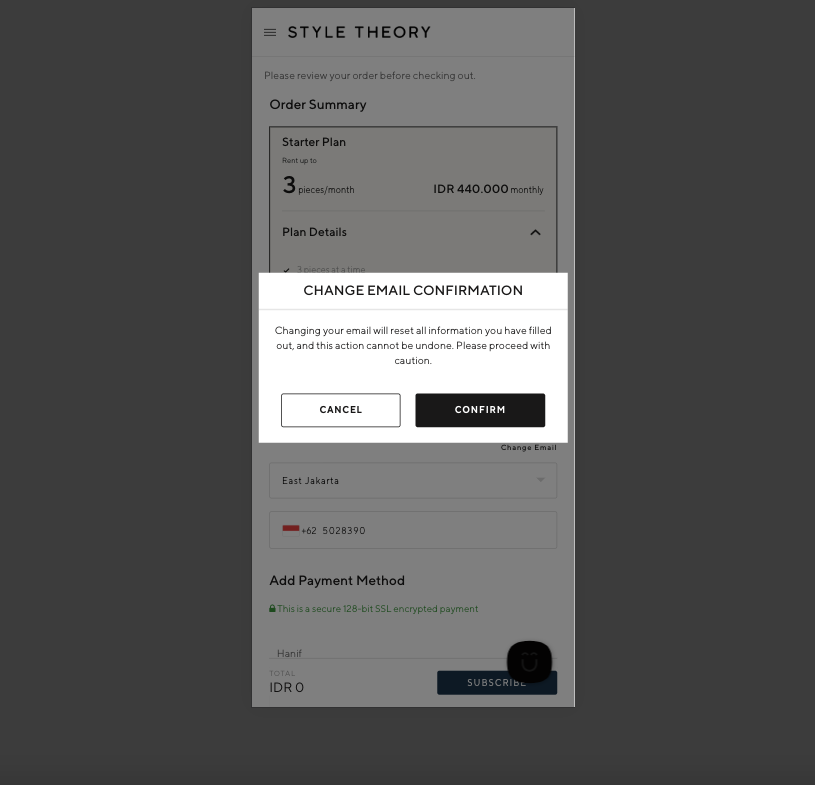 STYLE THEORY
Please review your order before checking out.
Order Summary
Starter Plan
Rent up to
3 pieces/month IDR 440.000 monthly
Plan Details
3 pieces at a time
CHANGE EMAIL CONFIRMATION
Changing your email will reset all information you have filled
out, and this action cannot be undone. Please proceed with
caution.
CANCEL CONFIRM
Change Email
East Jakarta
+62 5028390
Add Payment Method
This is a secure 128-bit SSL encrypted payment
Hanif
TOTAL
IDR 0
SUBSCRIBE